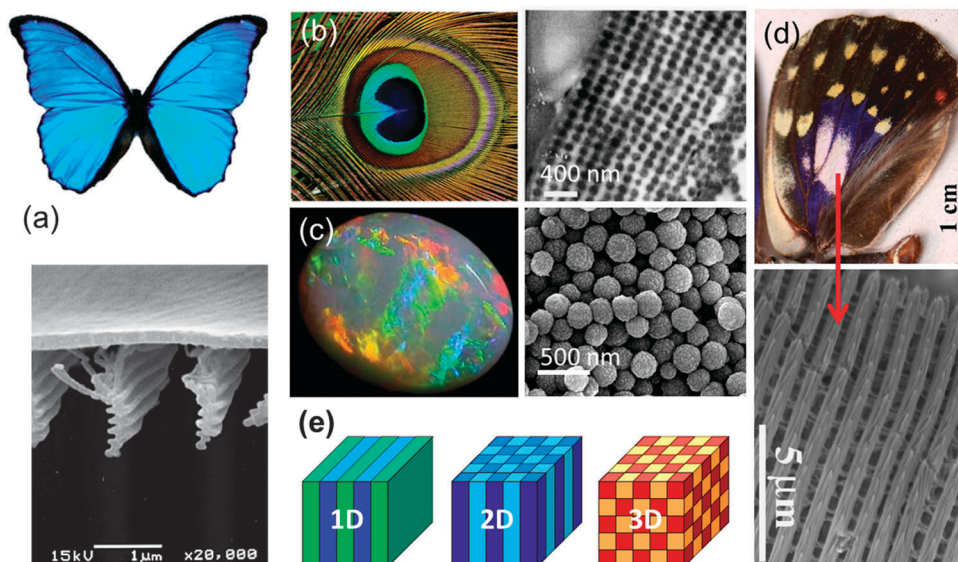 (a)
15kV 1µm x20,000
(b)
400 nm
(c)
500 nm
(d)
1 cm
5 µm
(e)
1D
2D
3D